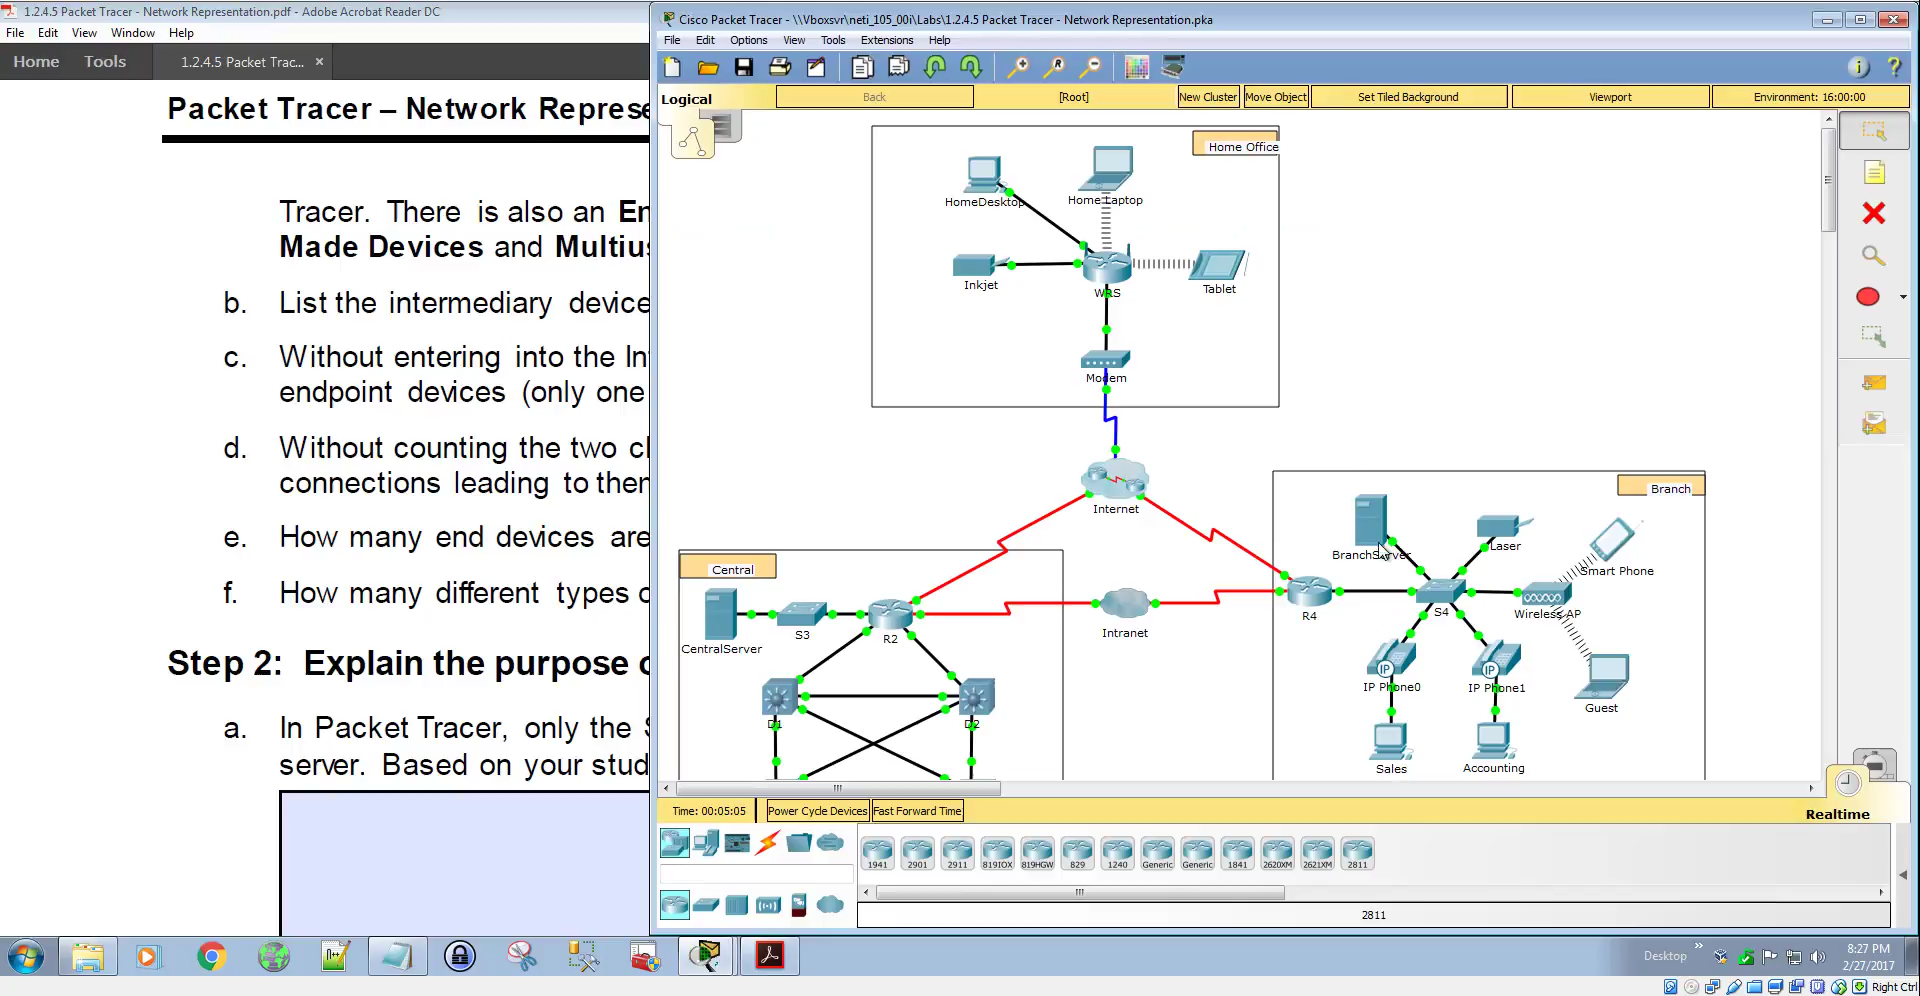 1.2.4.5 Packet Tracer - Network Representation.pdf - Adobe Acrobat Reader DC
File Edit View Window Help
Home Tools 1.2.4.5 Packet Trac... ×
Packet Tracer – Network Represe
Tracer. There is also an En
Made Devices and Multius
b. List the intermediary device
c. Without entering into the In
endpoint devices (only one
d. Without counting the two cl
connections leading to them
e. How many end devices are
f. How many different types o
Step 2: Explain the purpose o
a. In Packet Tracer, only the S
server. Based on your stud
Cisco Packet Tracer - \\Vboxsvr\neti_105_00i\Labs\1.2.4.5 Packet Tracer - Network Representation.pka
File Edit Options View Tools Extensions Help
Logical Back [Root] New Cluster Move Object Set Tiled Background Viewport Environment: 16:00:00
Home Office
HomeDesktop
Home Laptop
Inkjet
WRS
Tablet
Modem
Internet
Central
CentralServer
S3
R2
D1
D2
Intranet
Branch
BranchServer
Laser
Smart Phone
R4
S4
Wireless AP
IP
IP Phone0
IP
IP Phone1
Guest
Sales
Accounting
Time: 00:05:05 Power Cycle Devices Fast Forward Time
Realtime
1941 2901 2911 819IOX 819HGW 829 1240 Generic Generic 1841 2620XM 2621XM 2811
2811
Desktop »
8:27 PM
2/27/2017
Right Ctrl